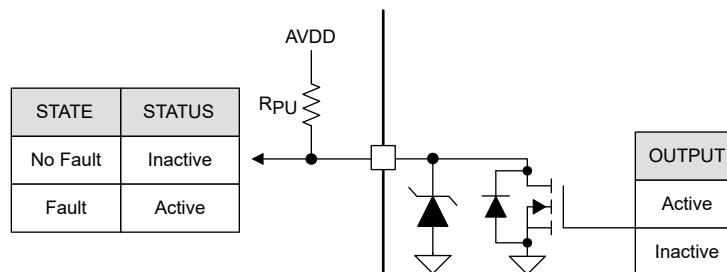 AVDD
RPU
STATE STATUS
No Fault Inactive
Fault Active
OUTPUT
Active
Inactive